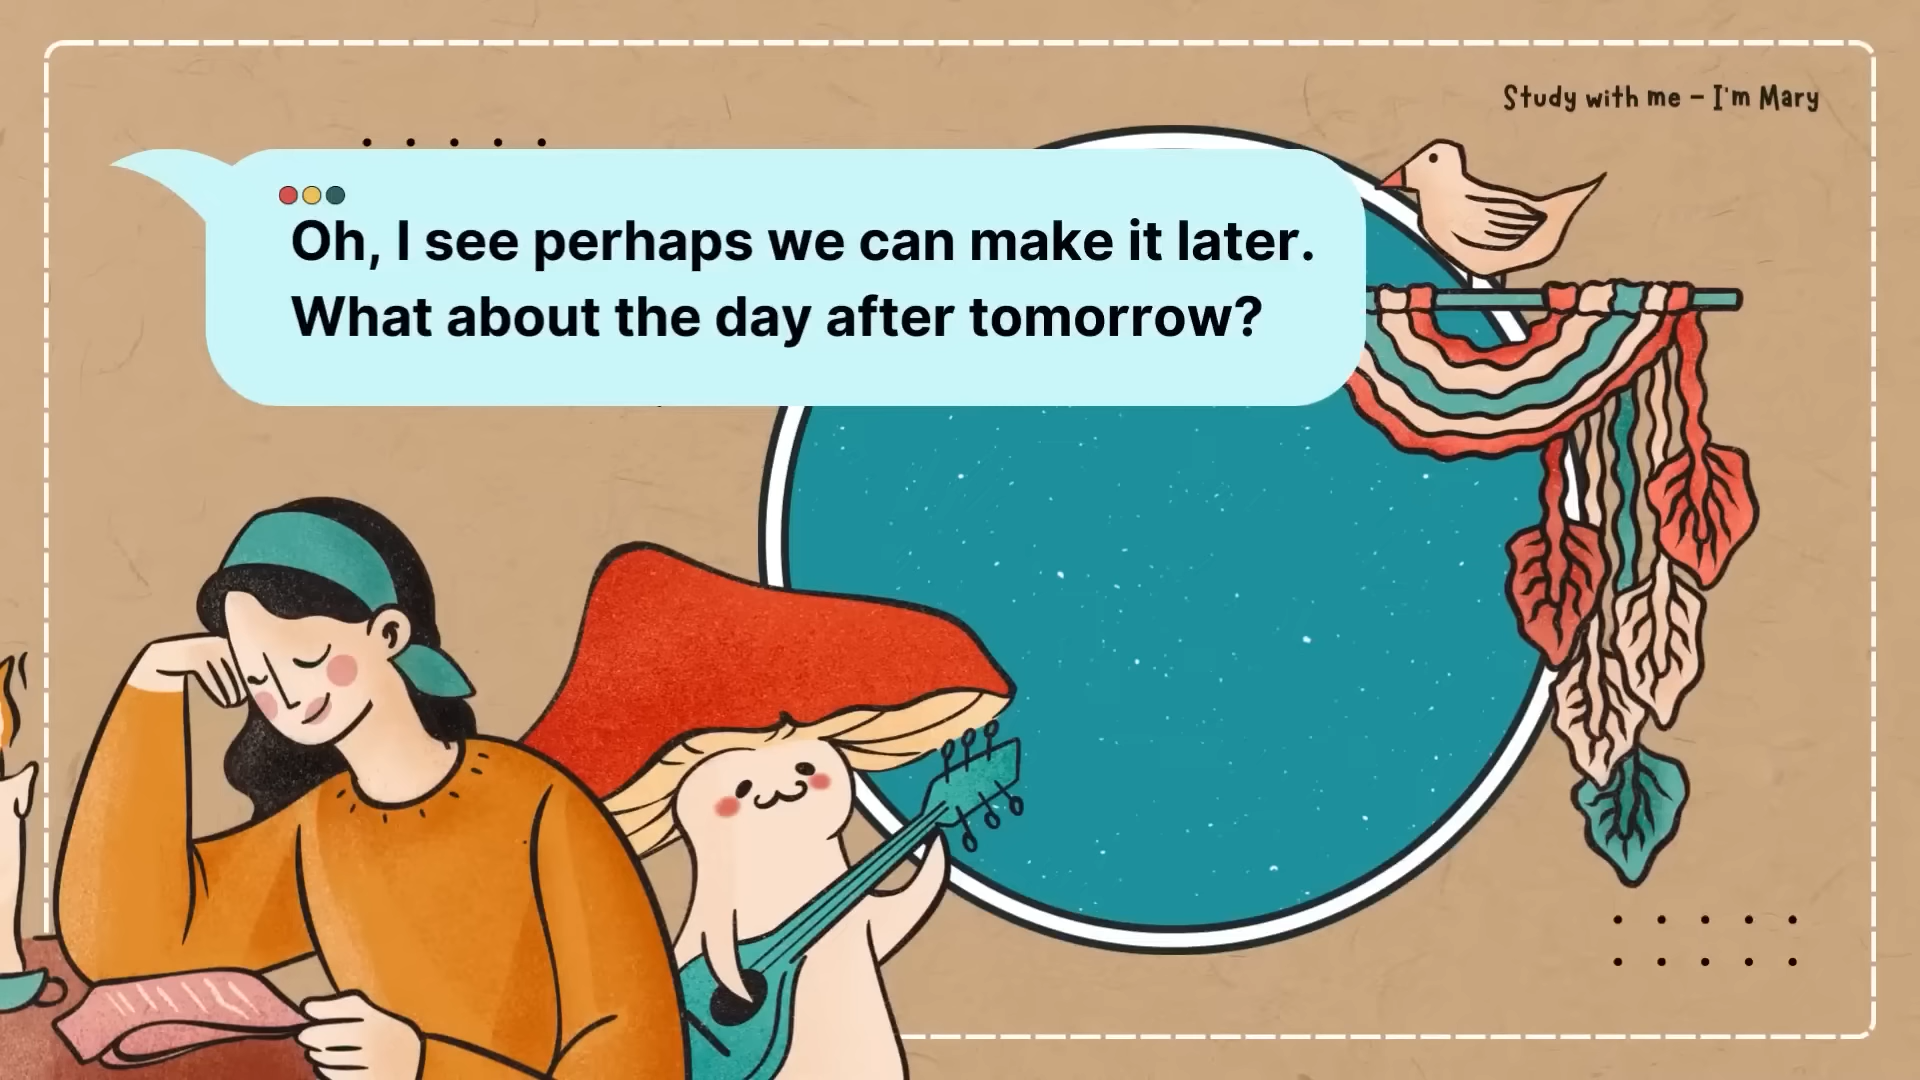 Study with me - I'm Mary
Oh, I see perhaps we can make it later.
What about the day after tomorrow?